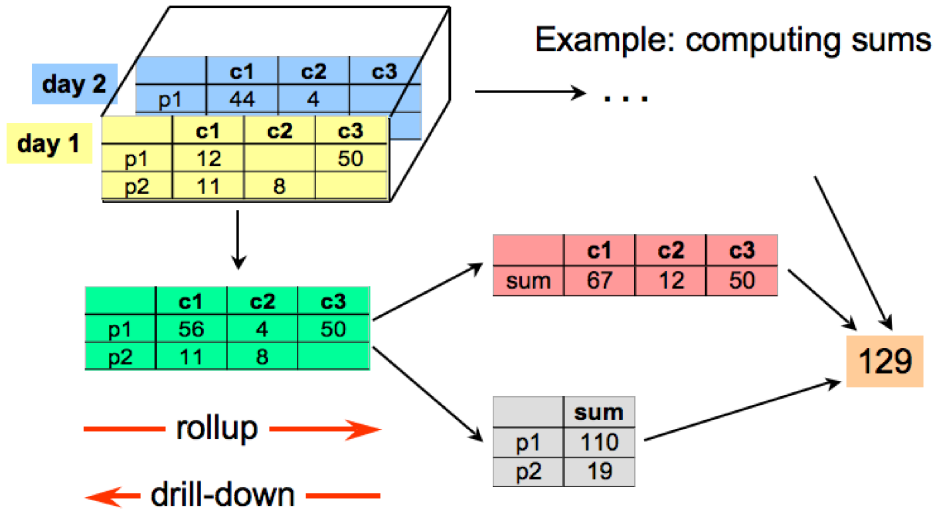 Example: computing sums
day 2
c1 c2 c3
p1 44 4
. . .
day 1
c1 c2 c3
p1 12 50
p2 11 8
c1 c2 c3
sum 67 12 50
c1 c2 c3
p1 56 4 50
p2 11 8
129
sum
p1 110
p2 19
rollup
drill-down